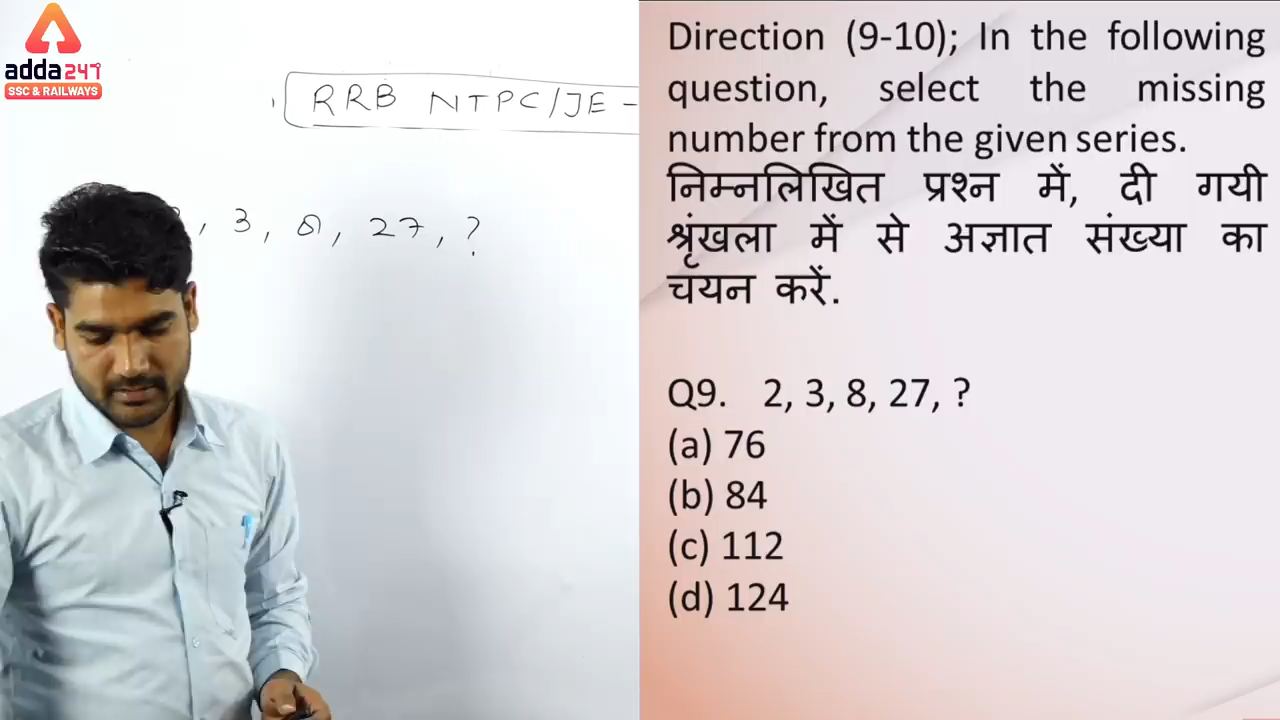 adda247
SSC & RAILWAYS
RRB NTPC/JE -
, 3, 8, 27, ?
Direction (9-10); In the following
question, select the missing
number from the given series.
निम्नलिखित प्रश्न में, दी गयी
श्रृंखला में से अज्ञात संख्या का
चयन करें.
Q9. 2, 3, 8, 27, ?
(a) 76
(b) 84
(c) 112
(d) 124